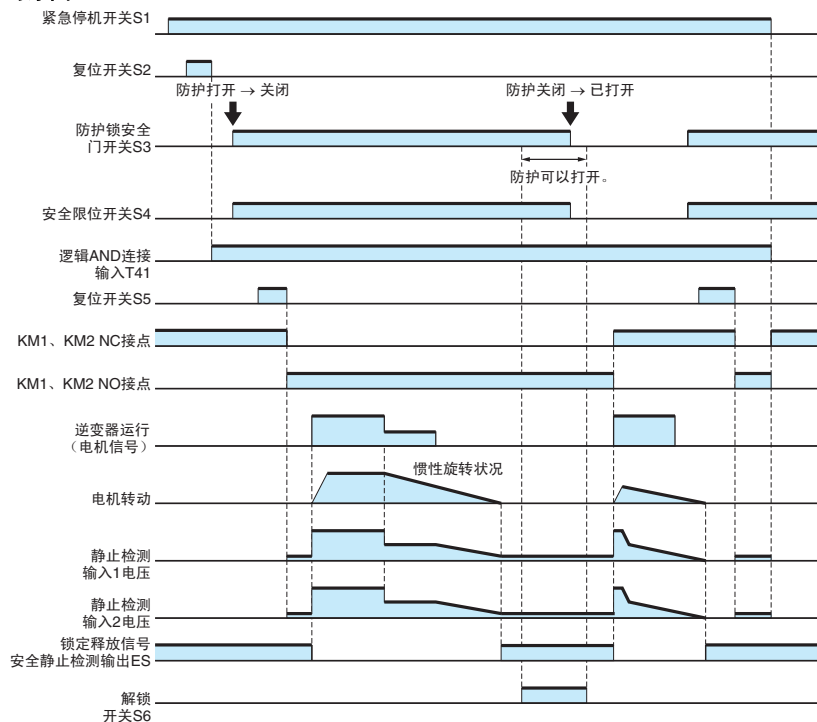 紧急停机开关S1
复位开关S2
防护打开 → 关闭
防护关闭 → 已打开
防护锁安全
门开关S3
防护可以打开。
安全限位开关S4
逻辑AND连接
输入T41
复位开关S5
KM1、KM2 NC接点
KM1、KM2 NO接点
逆变器运行
（电机信号）
惯性旋转状况
电机转动
静止检测
输入1电压
静止检测
输入2电压
锁定释放信号
安全静止检测输出ES
解锁
开关S6